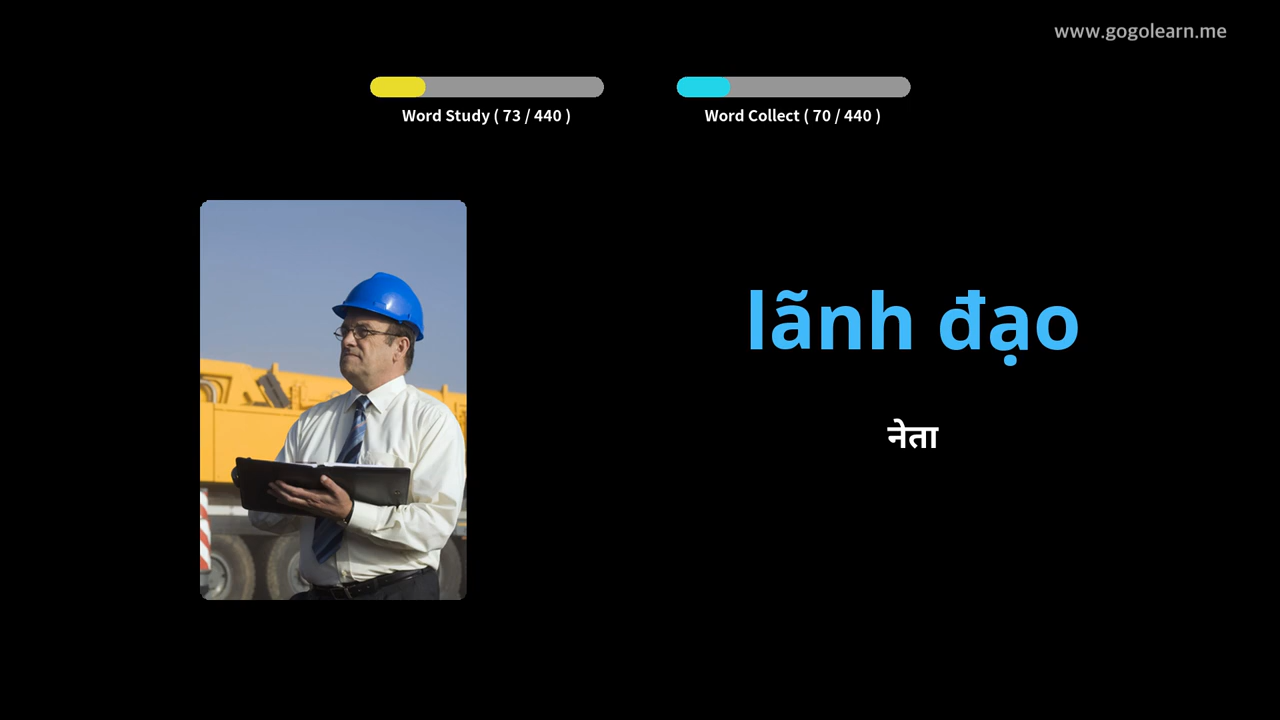 www.gogolearn.me
Word Study ( 73 / 440 )
Word Collect ( 70 / 440 )
lãnh đạo
नेता